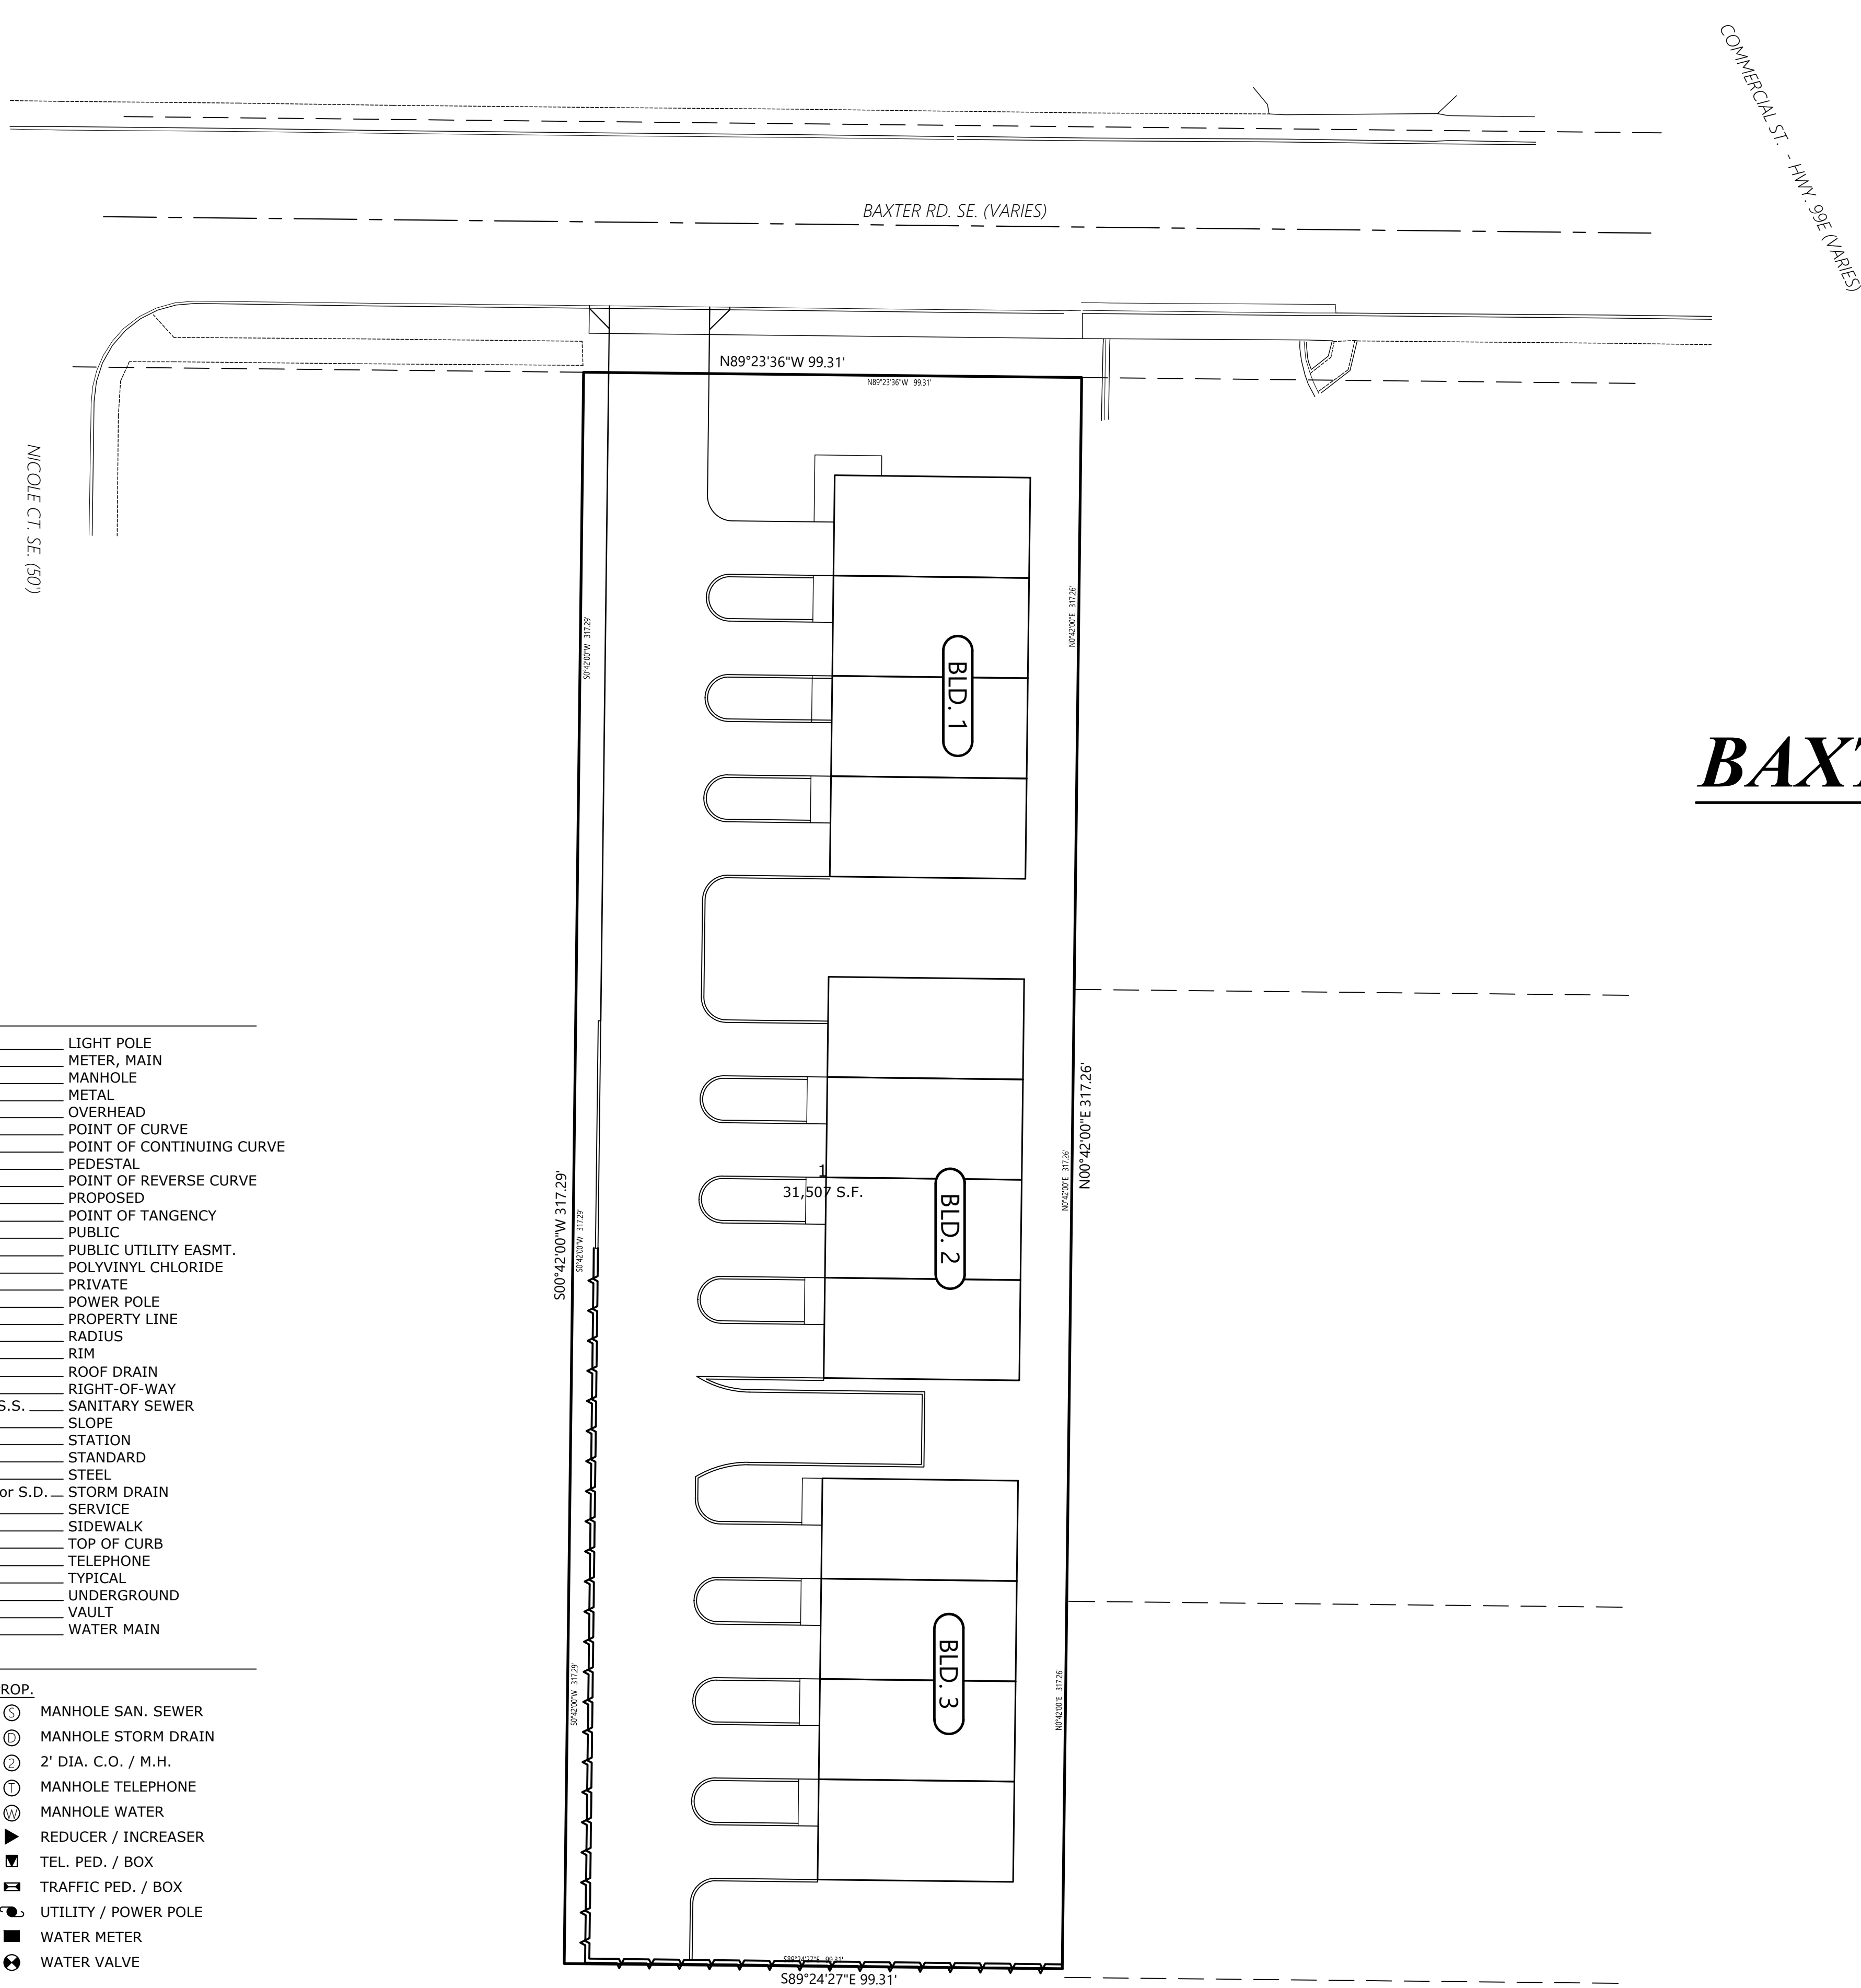 COMMERCIAL ST. - HWY. 99E (VARIES)
BAXTER RD. SE. (VARIES)
N89°23'36"W 99.31'
N89°23'36"W 99.31'
NICOLE CT. SE. (50')
S0°42'00"W 317.29'
N0°42'00"E 317.26'
BLD. 1
BAXT
LIGHT POLE
METER, MAIN
MANHOLE
METAL
OVERHEAD
POINT OF CURVE
POINT OF CONTINUING CURVE
PEDESTAL
POINT OF REVERSE CURVE
PROPOSED
POINT OF TANGENCY
PUBLIC
PUBLIC UTILITY EASMT.
POLYVINYL CHLORIDE
PRIVATE
POWER POLE
PROPERTY LINE
RADIUS
RIM
ROOF DRAIN
RIGHT-OF-WAY
S.S. SANITARY SEWER
SLOPE
STATION
STANDARD
STEEL
or S.D. STORM DRAIN
SERVICE
SIDEWALK
TOP OF CURB
TELEPHONE
TYPICAL
UNDERGROUND
VAULT
WATER MAIN
ROP.
S MANHOLE SAN. SEWER
D MANHOLE STORM DRAIN
2 2' DIA. C.O. / M.H.
T MANHOLE TELEPHONE
W MANHOLE WATER
REDUCER / INCREASER
TEL. PED. / BOX
TRAFFIC PED. / BOX
UTILITY / POWER POLE
WATER METER
WATER VALVE
S00°42'00"W 317.29'
S0°42'00"W 317.29'
1
31,507 S.F.
BLD. 2
N00°42'00"E 317.26'
N0°42'00"E 317.26'
S0°42'00"W 317.29'
BLD. 3
N0°42'00"E 317.26'
S89°24'27"E 99.31'
S89°24'27"E 99.31'